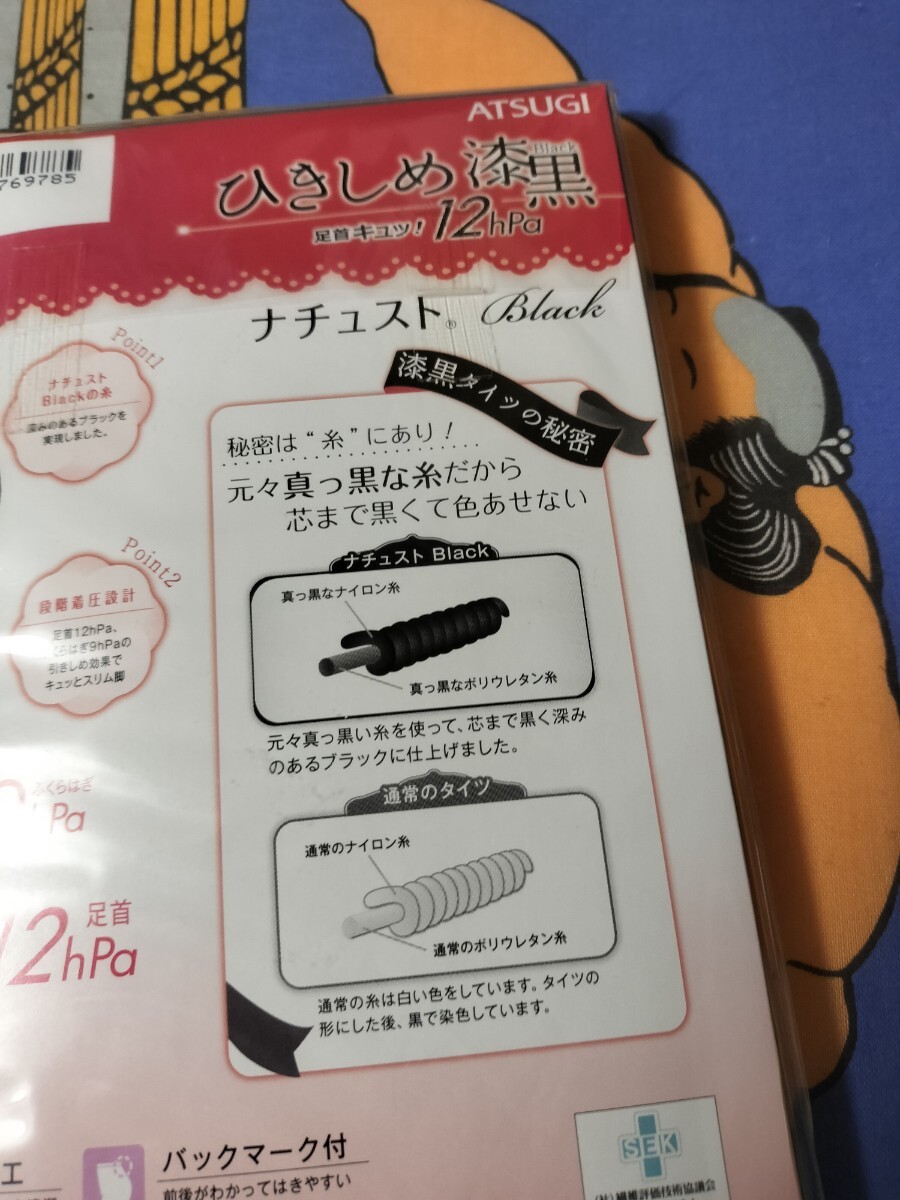 ATSUGI
769785
ひきしめ漆黒
Black
足首キュッ！12hPa
ナチュスト® Black
Point1
ナチュスト
Blackの糸
深みのあるブラックを
実現しました。
漆黒タイツの秘密
秘密は“糸”にあり！
元々真っ黒な糸だから
芯まで黒くて色あせない
ナチュスト Black
真っ黒なナイロン糸
真っ黒なポリウレタン糸
元々真っ黒い糸を使って、芯まで黒く深み
のあるブラックに仕上げました。
Point2
段階着圧設計
足首12hPa、
くらはぎ9hPaの
引きしめ効果で
キュッとスリム脚
ふくらはぎ
hPa
足首
12hPa
通常のタイツ
通常のナイロン糸
通常のポリウレタン糸
通常の糸は白い色をしています。タイツの
形にした後、黒で染色しています。
工
バックマーク付
前後がわかってはきやすい
SEK
(社)繊維評価技術協議会